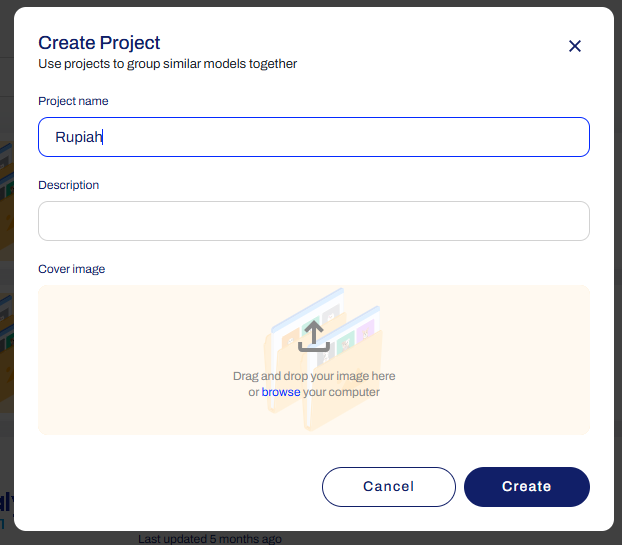 Create Project
Use projects to group similar models together
Project name
Rupiah
Description
Cover image
Drag and drop your image here
or browse your computer
Cancel
Create
Last updated 5 months ago